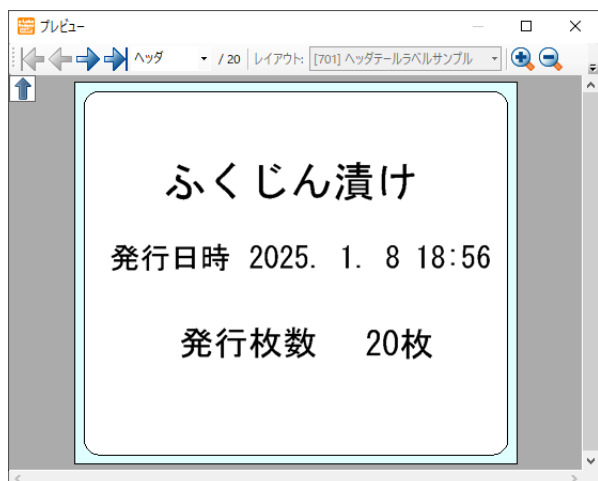 プレビュー
ヘッダ / 20 レイアウト: [701] ヘッダテールラベルサンプル
ふくじん漬け
発行日時 2025. 1. 8 18:56
発行枚数 20枚